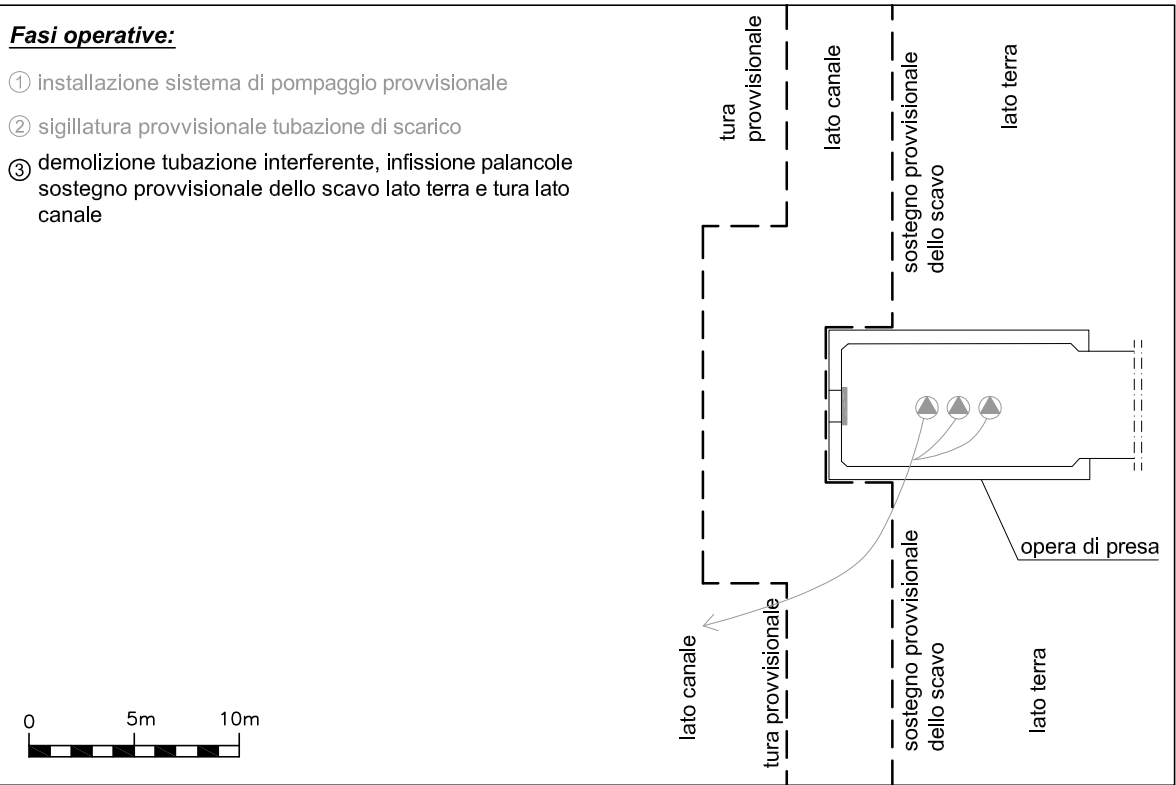 Fasi operative:
1 installazione sistema di pompaggio provvisionale
2 sigillatura provvisionale tubazione di scarico
3 demolizione tubazione interferente, infissione palancole
sostegno provvisionale dello scavo lato terra e tura lato
canale
tura
provvisionale
lato canale
sostegno provvisionale
dello scavo
lato terra
opera di presa
lato canale
tura provvisionale
sostegno provvisionale
dello scavo
lato terra
0 5m 10m